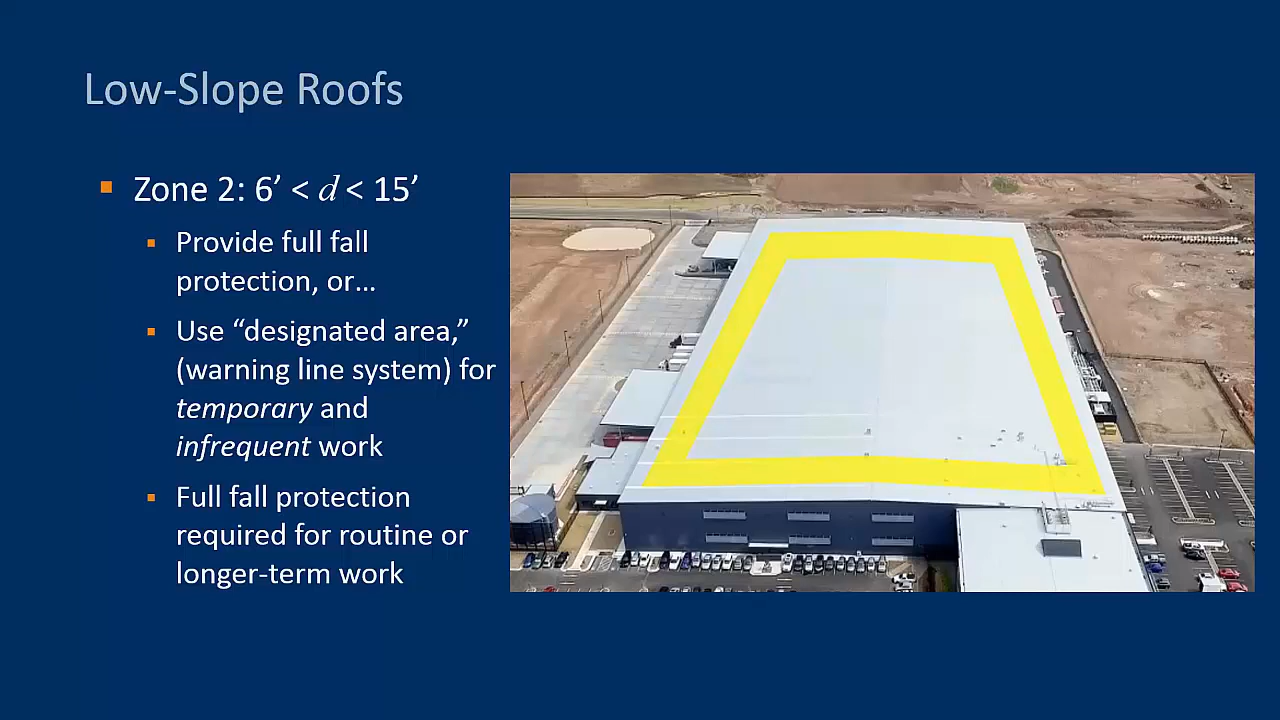 Low-Slope Roofs
Zone 2: 6’ < d < 15’
Provide full fall
protection, or…
Use “designated area,”
(warning line system) for
temporary and
infrequent work
Full fall protection
required for routine or
longer-term work